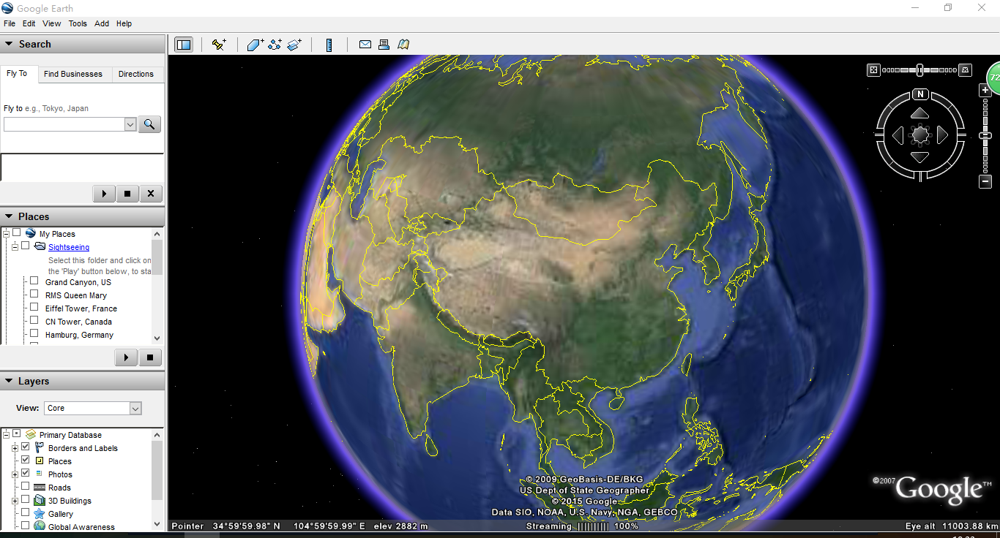 Google Earth
File Edit View Tools Add Help
Search
Fly To Find Businesses Directions
Fly to e.g., Tokyo, Japan
Places
My Places
Sightseeing
Select this folder and click on
the 'Play' button below, to sta
Grand Canyon, US
RMS Queen Mary
Eiffel Tower, France
CN Tower, Canada
Hamburg, Germany
Layers
View: Core
Primary Database
Borders and Labels
Places
Photos
Roads
3D Buildings
Gallery
Global Awareness
N
72
© 2009 GeoBasis-DE/BKG
US Dept of State Geographer
© 2015 Google
Data SIO, NOAA, U.S. Navy, NGA, GEBCO
©2007 Google™
Pointer 34°59'59.98" N 104°59'59.99" E elev 2882 m Streaming ||||||||| 100% Eye alt 11003.88 km